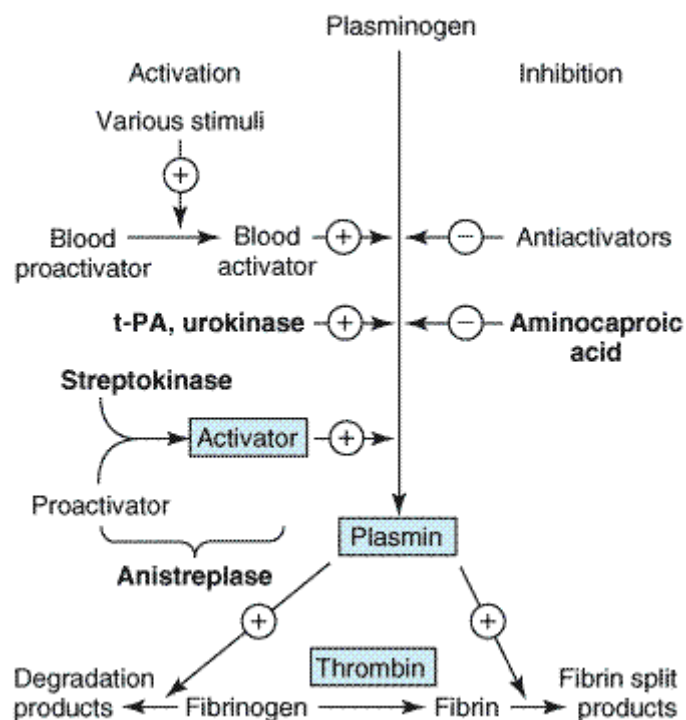 Plasminogen
Activation
Inhibition
Various stimuli
+
Blood
proactivator
Blood
activator
+
−
Antiactivators
t-PA, urokinase
+
−
Aminocaproic
acid
Streptokinase
Activator
+
Proactivator
Plasmin
Anistreplase
+
+
Thrombin
Degradation
products
Fibrinogen
Fibrin
Fibrin split
products